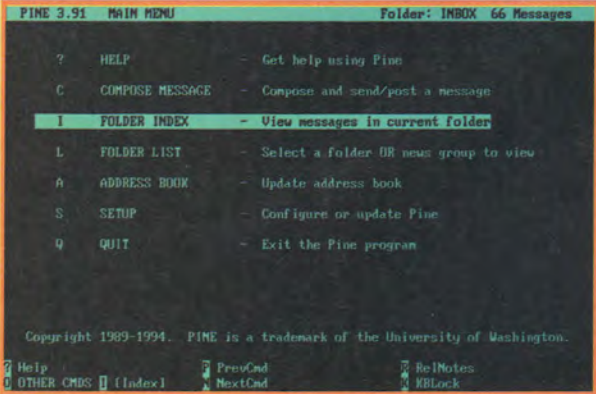 PINE 3.91 MAIN MENU Folder: INBOX 66 Messages
? HELP - Get help using Pine
C COMPOSE MESSAGE - Compose and send/post a message
I FOLDER INDEX - View messages in current folder
L FOLDER LIST - Select a folder OR news group to view
A ADDRESS BOOK - Update address book
S SETUP - Configure or update Pine
Q QUIT - Exit the Pine program
Copyright 1989-1994. PINE is a trademark of the University of Washington.
? Help P PrevCmd R RelNotes
O OTHER CMDS I [Index] N NextCmd K KBLock